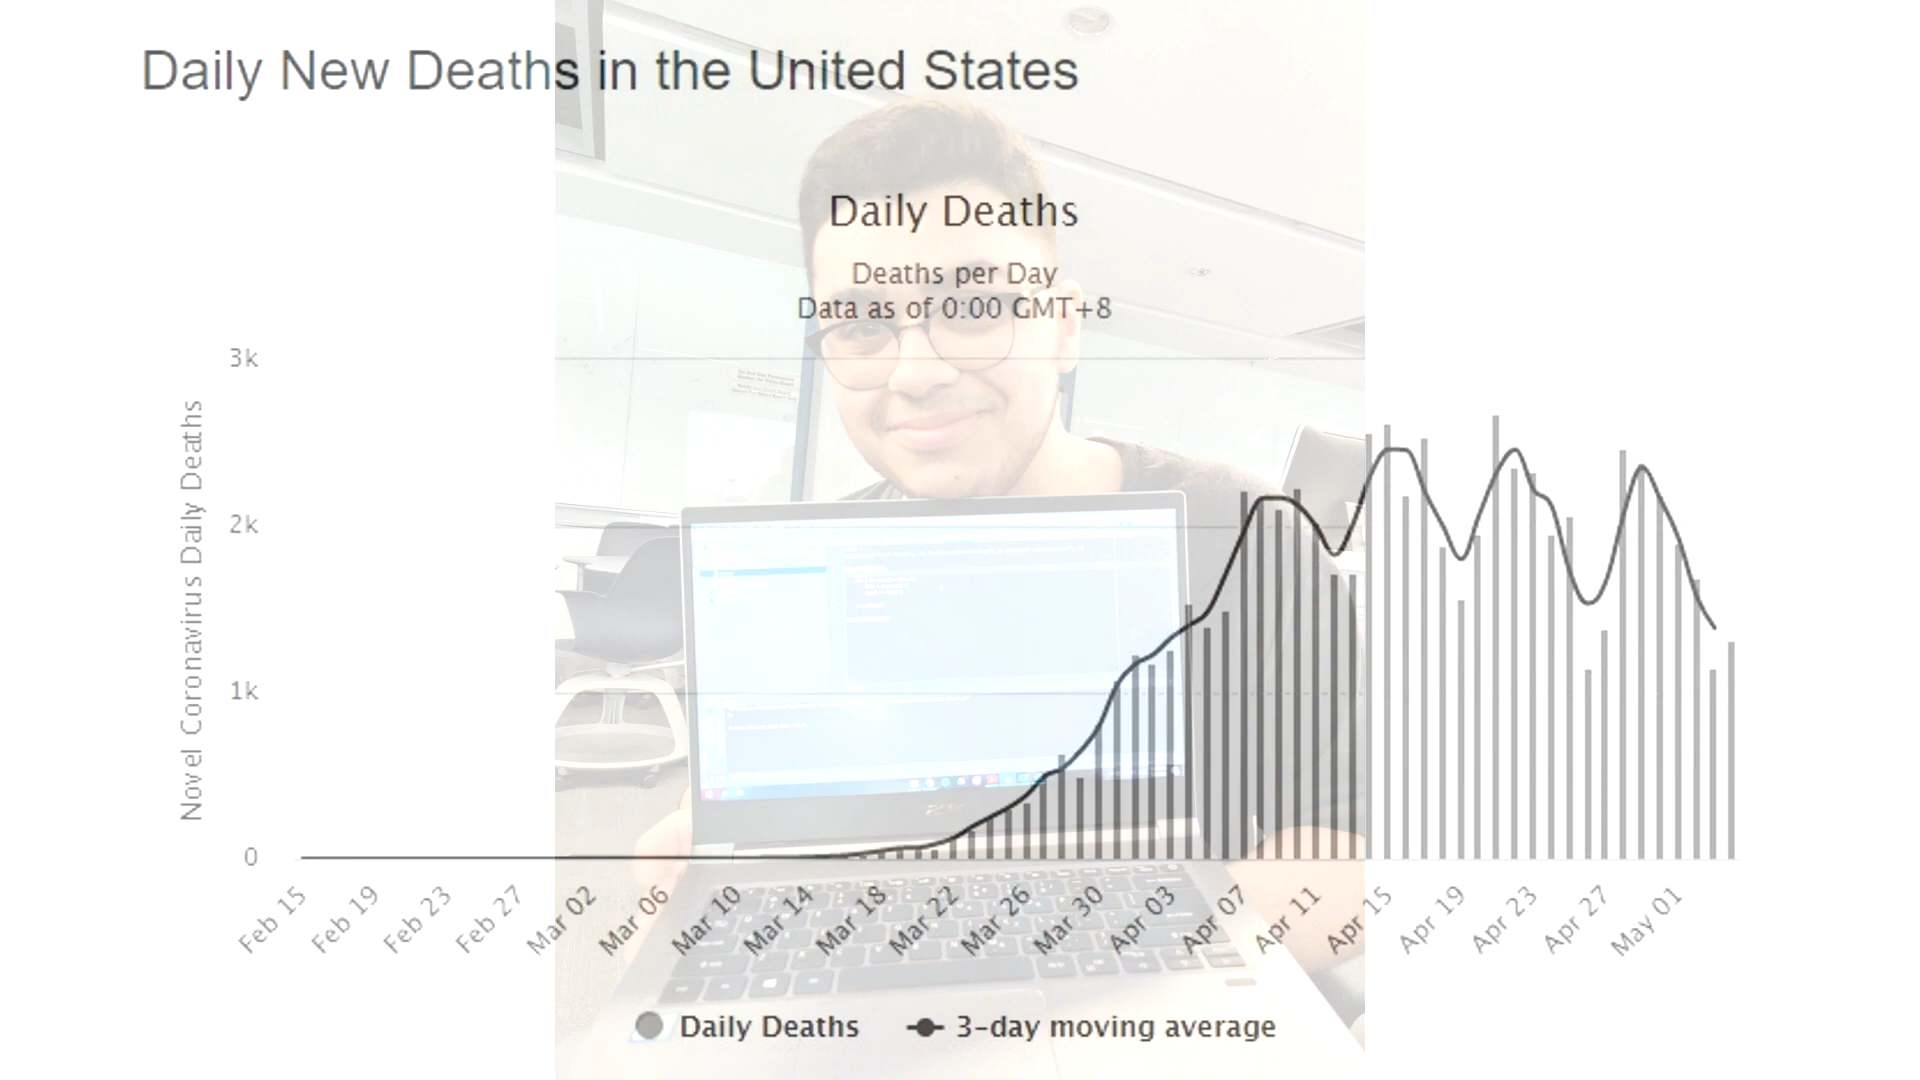 Daily New Deaths in the United States
Daily Deaths
Deaths per Day
Data as of 0:00 GMT+8
Novel Coronavirus Daily Deaths
3k
2k
1k
0
Feb 15
Feb 19
Feb 23
Feb 27
Mar 02
Mar 06
Mar 10
Mar 14
Mar 18
Mar 22
Mar 26
Mar 30
Apr 03
Apr 07
Apr 11
Apr 15
Apr 19
Apr 23
Apr 27
May 01
Daily Deaths
3-day moving average